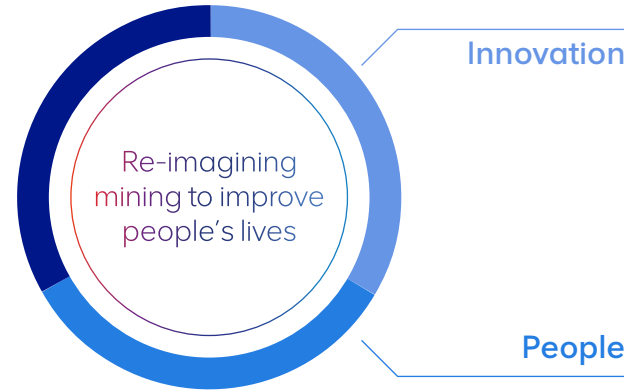 Innovation
Re-imagining
mining to improve
people's lives
People